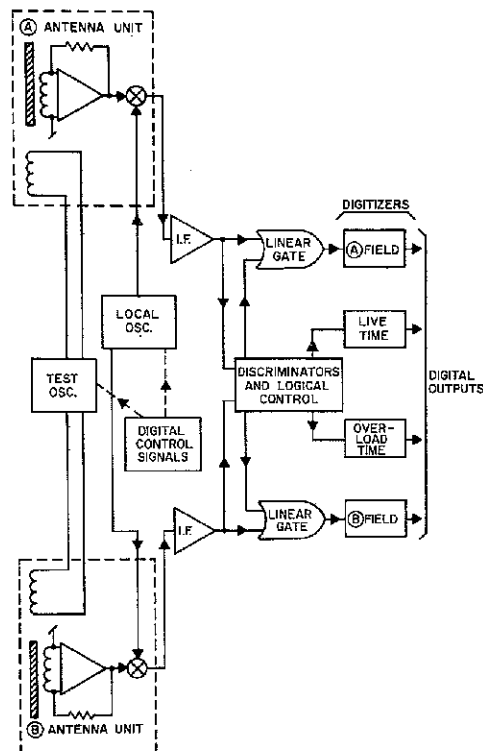 Ⓐ ANTENNA UNIT
DIGITIZERS
I.F.
LINEAR
GATE
Ⓐ FIELD
LOCAL
OSC.
LIVE
TIME
TEST
OSC.
DISCRIMINATORS
AND LOGICAL
CONTROL
DIGITAL
OUTPUTS
DIGITAL
CONTROL
SIGNALS
OVER-
LOAD
TIME
I.F.
LINEAR
GATE
Ⓑ FIELD
Ⓑ ANTENNA UNIT